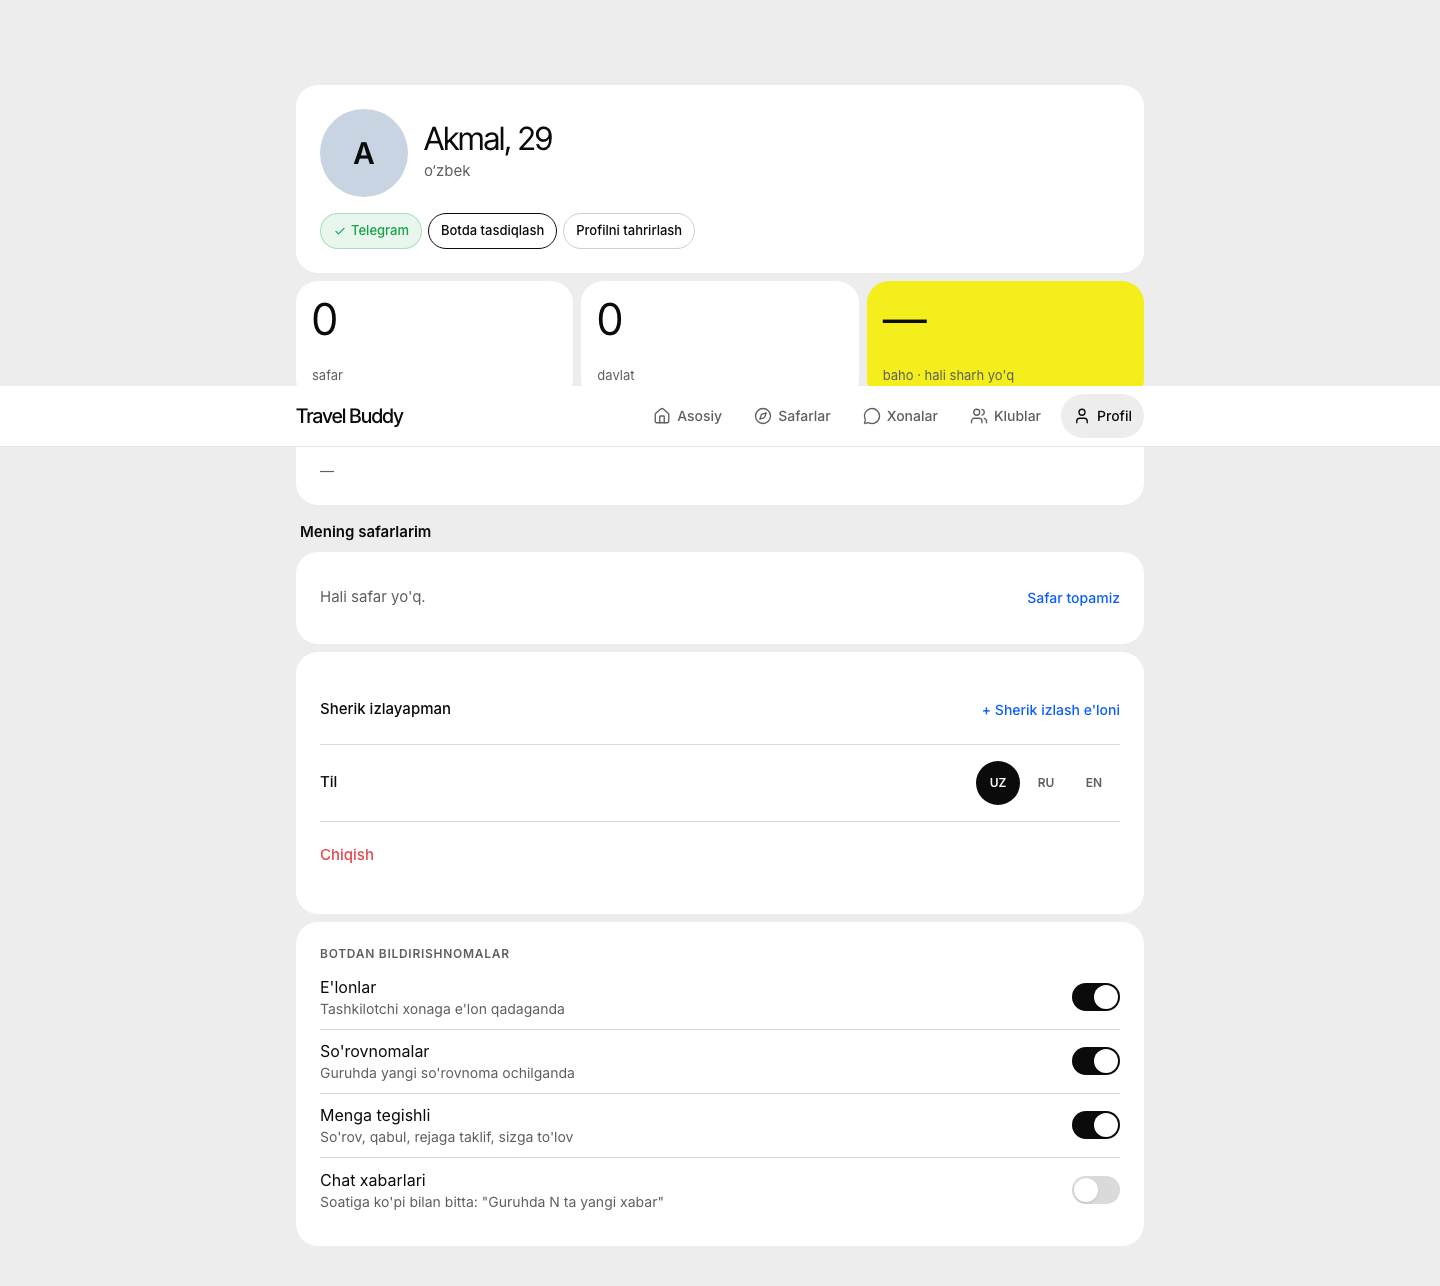 A
Akmal, 29
o‘zbek
Telegram
Botda tasdiqlash
Profilni tahrirlash
0
safar
0
davlat
—
baho · hali sharh yo'q
Travel Buddy
Asosiy
Safarlar
Xonalar
Klublar
Profil
—
Mening safarlarim
Hali safar yo'q.
Safar topamiz
Sherik izlayapman
+ Sherik izlash e'loni
Til
UZ
RU
EN
Chiqish
BOTDAN BILDIRISHNOMALAR
E'lonlar
Tashkilotchi xonaga e'lon qadaganda
So'rovnomalar
Guruhda yangi so'rovnoma ochilganda
Menga tegishli
So'rov, qabul, rejaga taklif, sizga to'lov
Chat xabarlari
Soatiga ko'pi bilan bitta: "Guruhda N ta yangi xabar"